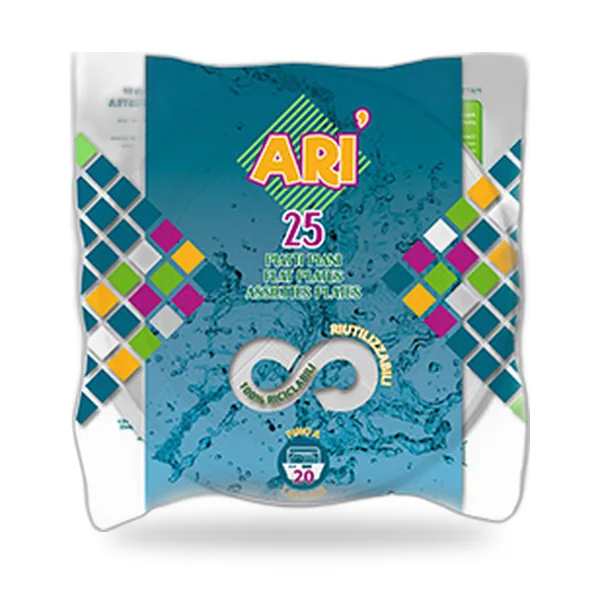 ARI'
25
PIATTI PIANI
FLAT PLATES
ASSIETTES PLATES
RIUTILIZZABILI
100% RICICLABILI
FINO A
20